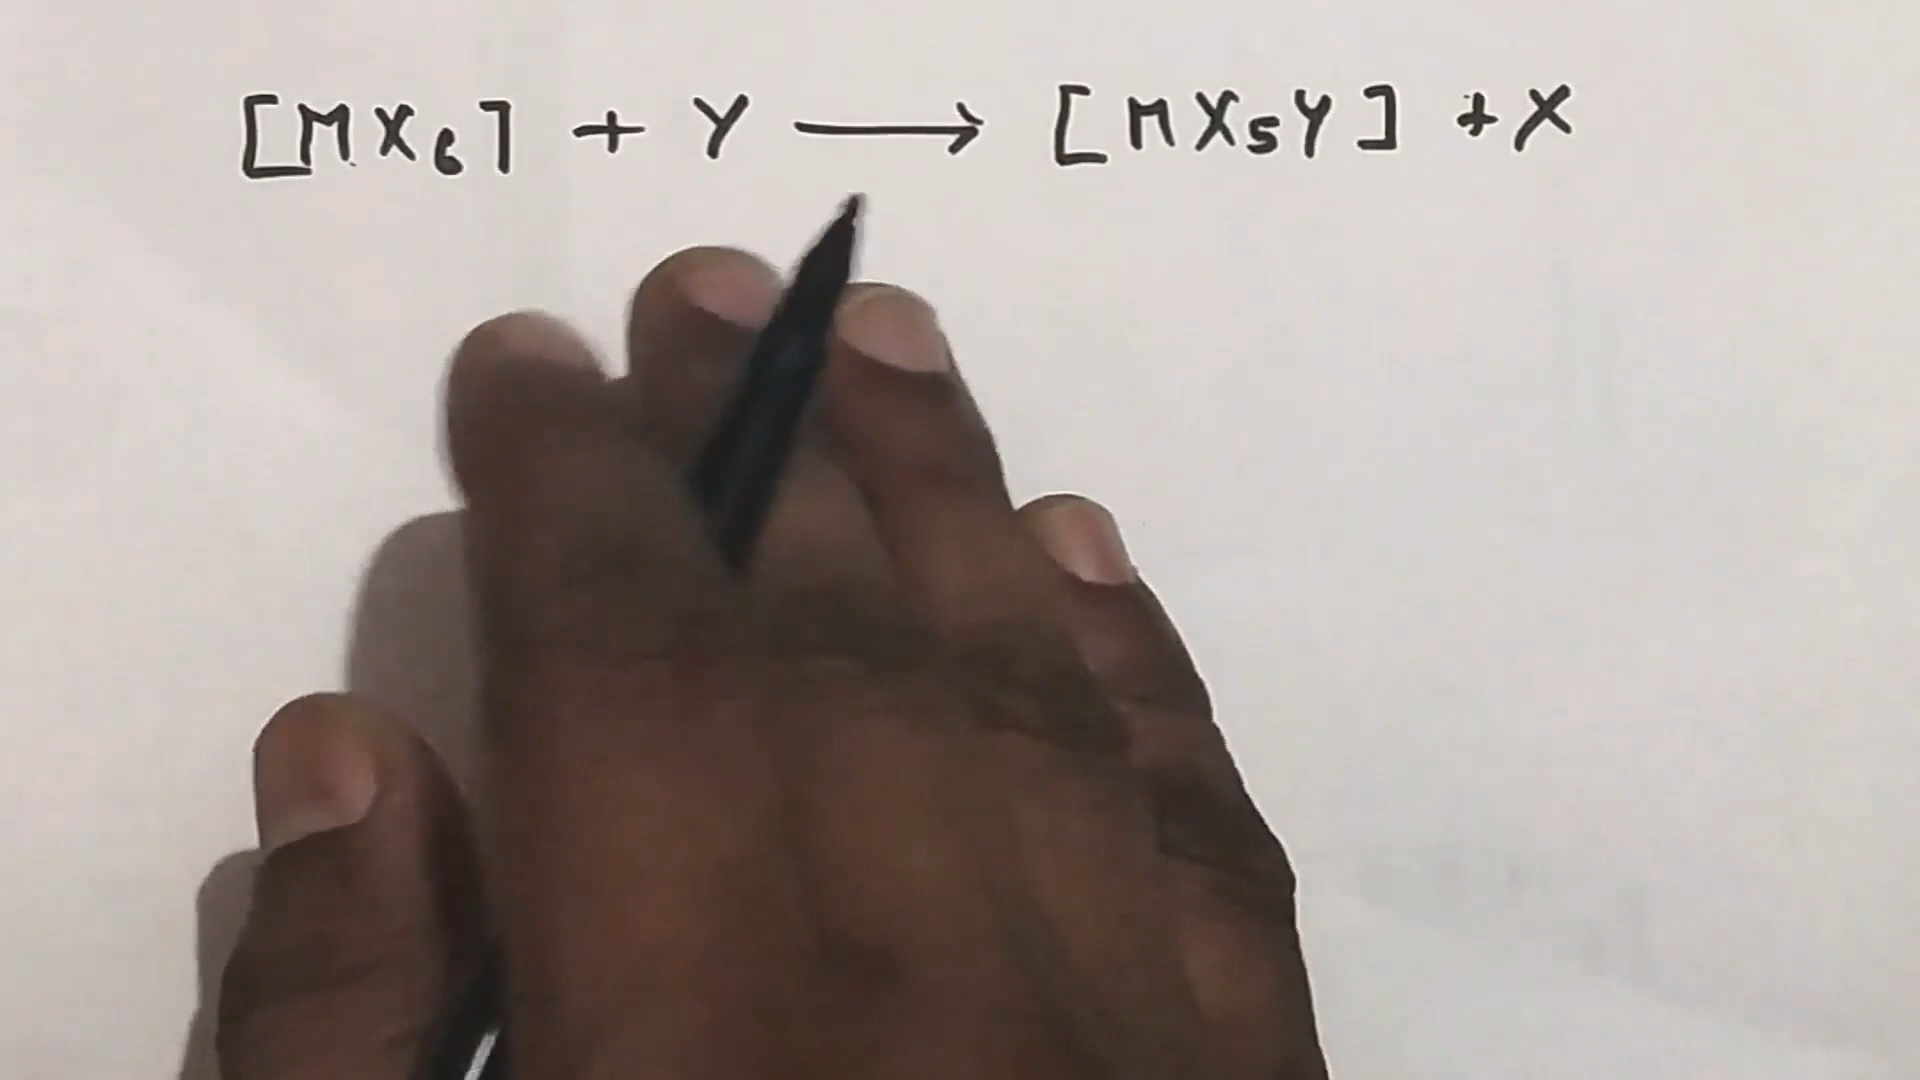 [MX₆] + Y ⟶ [MX₅Y] + X